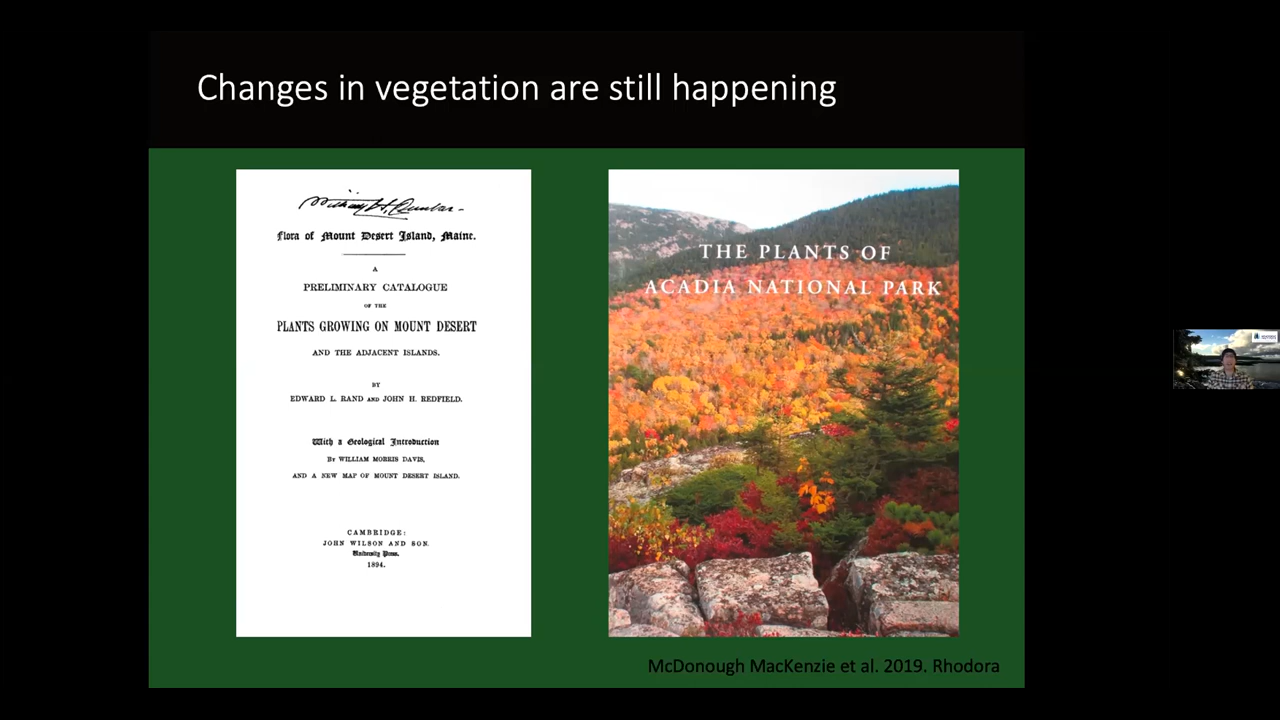 Changes in vegetation are still happening
Flora of Mount Desert Island, Maine.
A
PRELIMINARY CATALOGUE
OF THE
PLANTS GROWING ON MOUNT DESERT
AND THE ADJACENT ISLANDS.
BY
EDWARD L. RAND AND JOHN H. REDFIELD.
With a Geological Introduction
BY WILLIAM MORRIS DAVIS,
AND A NEW MAP OF MOUNT DESERT ISLAND.
CAMBRIDGE:
JOHN WILSON AND SON.
University Press.
1894.
THE PLANTS OF
ACADIA NATIONAL PARK
McDonough MacKenzie et al. 2019. Rhodora